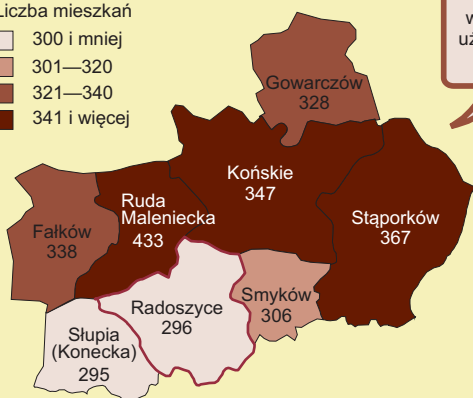 Liczba mieszkań
300 i mniej
301—320
321—340
341 i więcej
Gowarczów
328
Końskie
347
Stąporków
367
Ruda
Maleniecka
433
Fałków
338
Radoszyce
296
Smyków
306
Słupia
(Konecka)
295